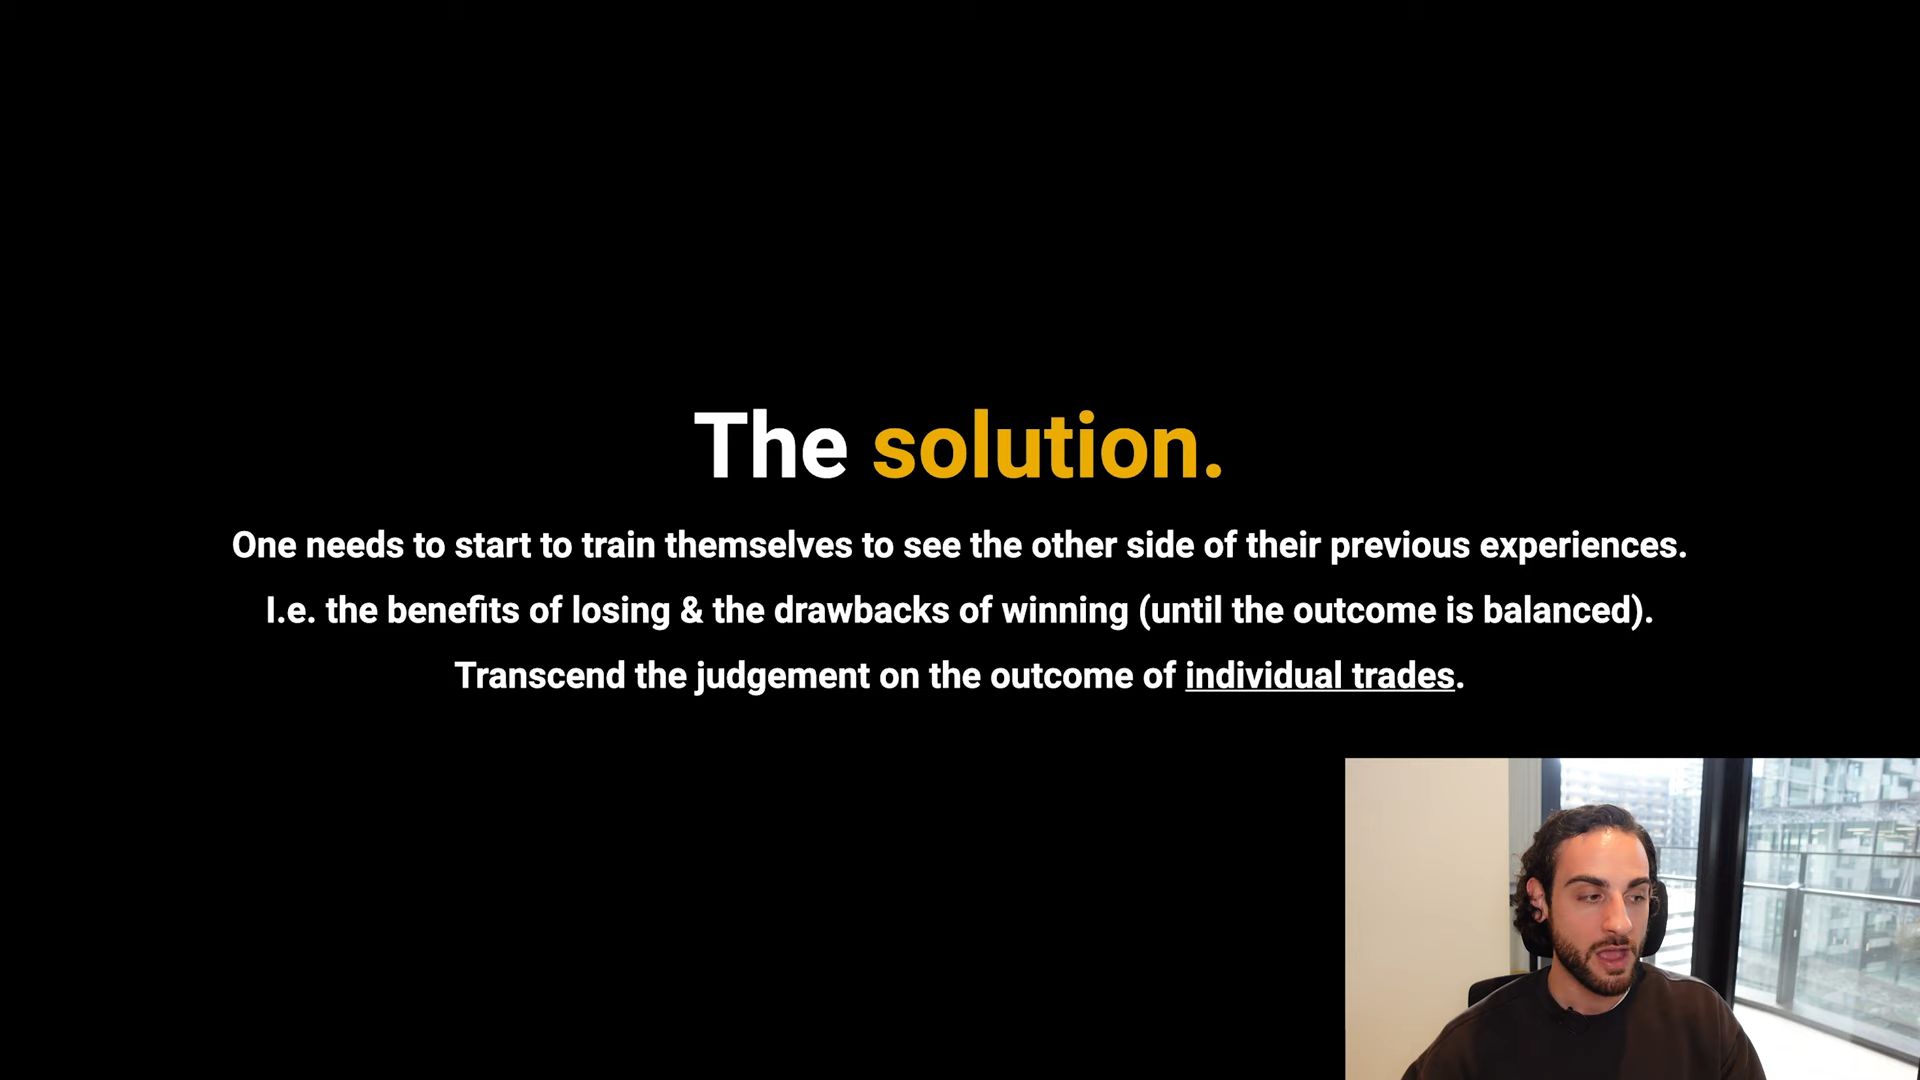 The solution.
One needs to start to train themselves to see the other side of their previous experiences.
I.e. the benefits of losing & the drawbacks of winning (until the outcome is balanced).
Transcend the judgement on the outcome of individual trades.